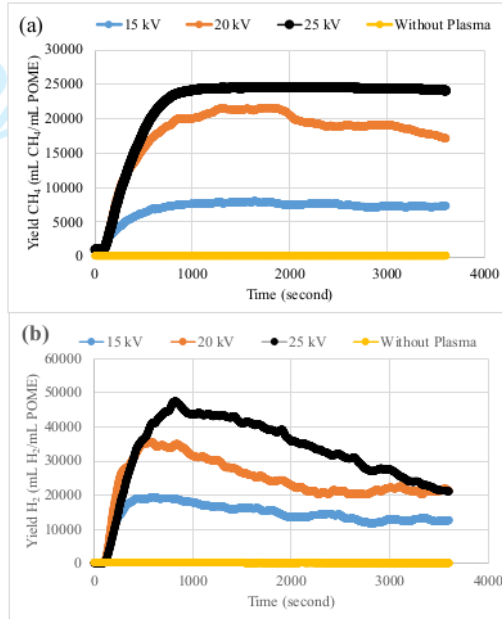 (a)
15 kV 20 kV 25 kV Without Plasma
Yield CH₄ (mL CH₄/mL POME)
30000
25000
20000
15000
10000
5000
0
0 1000 2000 3000 4000
Time (second)
(b)
15 kV 20 kV 25 kV Without Plasma
Yield H₂ (mL H₂/mL POME)
60000
50000
40000
30000
20000
10000
0
0 1000 2000 3000 4000
Time (second)